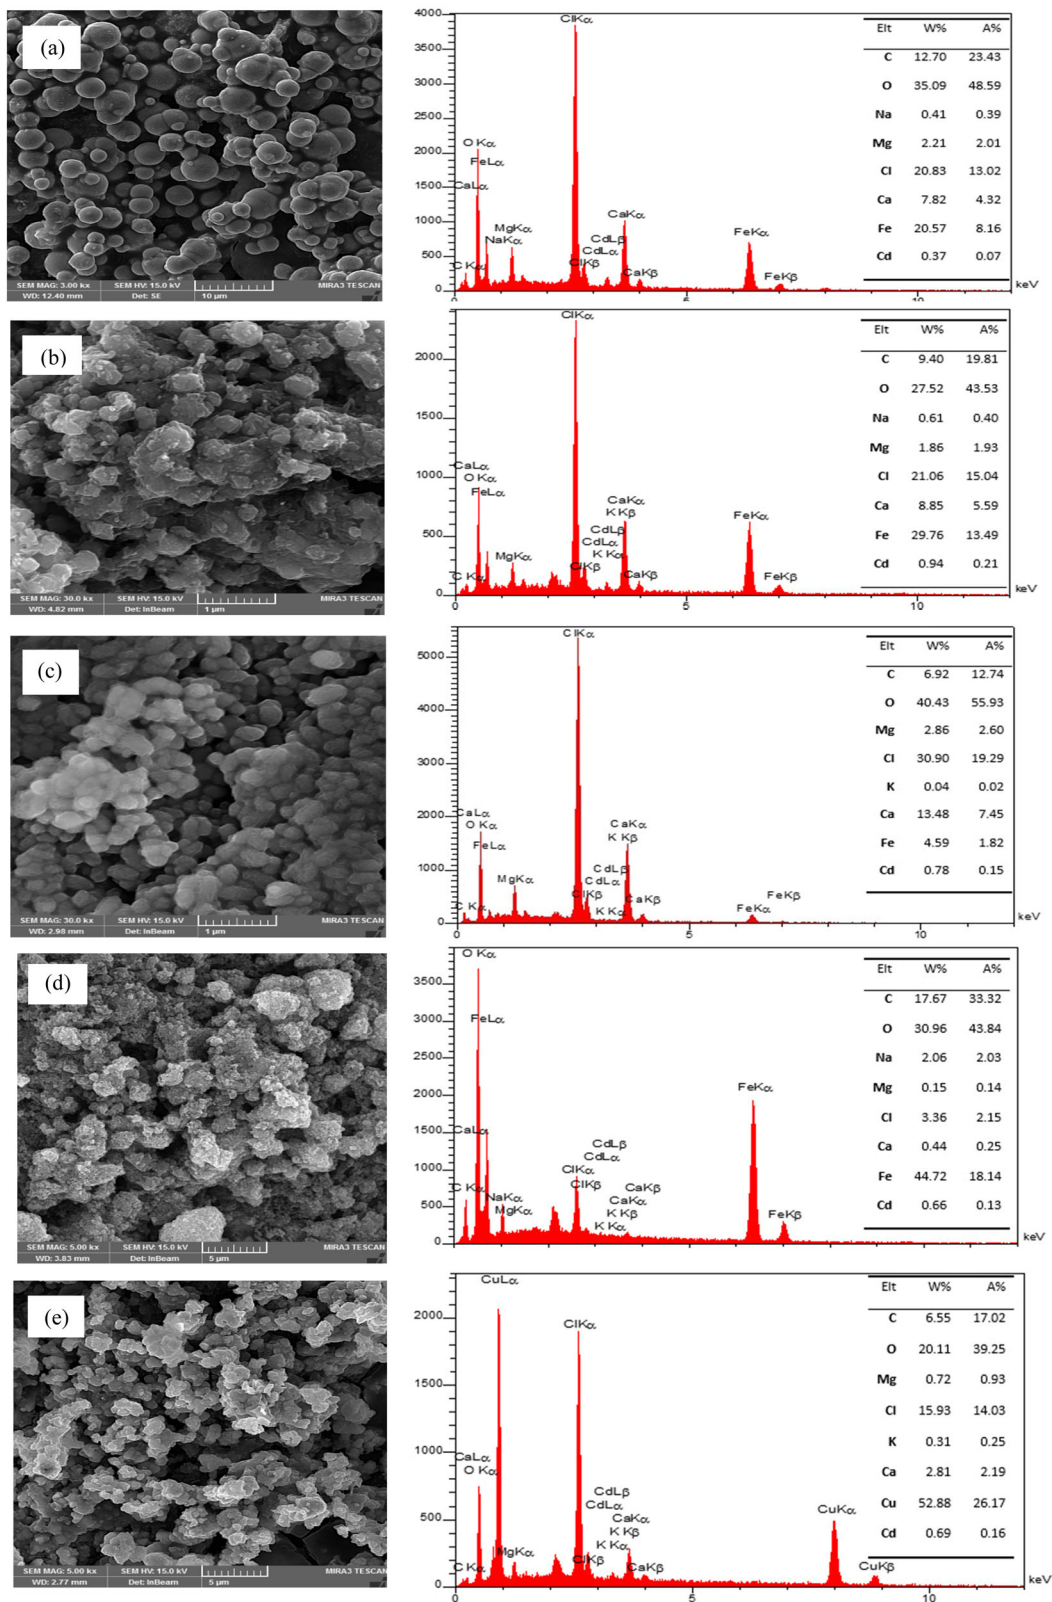 (a)
SEM MAG: 3.00 kx SEM HV: 15.0 kV MIRA3 TESCAN
WD: 12.40 mm Det: SE 10 µm
4000
3500
3000
2500
2000
1500
1000
500
0
ClKα
O Kα
FeLα
CaLα
MgKα
NaKα
C Kα
CaKα
CdLβ
CdLα
ClKβ
CaKβ
FeKα
FeKβ
0 5 10 keV
Elt W% A%
C 12.70 23.43
O 35.09 48.59
Na 0.41 0.39
Mg 2.21 2.01
Cl 20.83 13.02
Ca 7.82 4.32
Fe 20.57 8.16
Cd 0.37 0.07
(b)
SEM MAG: 30.0 kx SEM HV: 15.0 kV MIRA3 TESCAN
WD: 4.82 mm Det: InBeam 1 µm
2000
1500
1000
500
0
ClKα
CaLα
O Kα
FeLα
C Kα
MgKα
CaKα
K Kβ
CdLβ
CdLα
K Kα
ClKβ
CaKβ
FeKα
FeKβ
0 5 10 keV
Elt W% A%
C 9.40 19.81
O 27.52 43.53
Na 0.61 0.40
Mg 1.86 1.93
Cl 21.06 15.04
Ca 8.85 5.59
Fe 29.76 13.49
Cd 0.94 0.21
(c)
SEM MAG: 30.0 kx SEM HV: 15.0 kV MIRA3 TESCAN
WD: 2.98 mm Det: InBeam 1 µm
5000
4000
3000
2000
1000
0
ClKα
CaLα
O Kα
FeLα
C Kα
MgKα
CaKα
K Kβ
CdLβ
CdLα
ClKβ
K Kα
CaKβ
FeKα
FeKβ
0 5 10 keV
Elt W% A%
C 6.92 12.74
O 40.43 55.93
Mg 2.86 2.60
Cl 30.90 19.29
K 0.04 0.02
Ca 13.48 7.45
Fe 4.59 1.82
Cd 0.78 0.15
(d)
SEM MAG: 5.00 kx SEM HV: 15.0 kV MIRA3 TESCAN
WD: 3.83 mm Det: InBeam 5 µm
3500
3000
2500
2000
1500
1000
500
0
O Kα
FeLα
CaLα
C Kα
NaKα
MgKα
CdLβ
CdLα
ClKα
ClKβ
CaKβ
CaKα
K Kβ
K Kα
FeKα
FeKβ
0 5 10 keV
Elt W% A%
C 17.67 33.32
O 30.96 43.84
Na 2.06 2.03
Mg 0.15 0.14
Cl 3.36 2.15
Ca 0.44 0.25
Fe 44.72 18.14
Cd 0.66 0.13
(e)
SEM MAG: 5.00 kx SEM HV: 15.0 kV MIRA3 TESCAN
WD: 2.77 mm Det: InBeam 5 µm
2000
1500
1000
500
0
CuLα
ClKα
CaLα
O Kα
C Kα
MgKα
CdLβ
CdLα
CaKα
K Kβ
K Kα
ClKβ
CaKβ
CuKα
CuKβ
0 5 10 keV
Elt W% A%
C 6.55 17.02
O 20.11 39.25
Mg 0.72 0.93
Cl 15.93 14.03
K 0.31 0.25
Ca 2.81 2.19
Cu 52.88 26.17
Cd 0.69 0.16